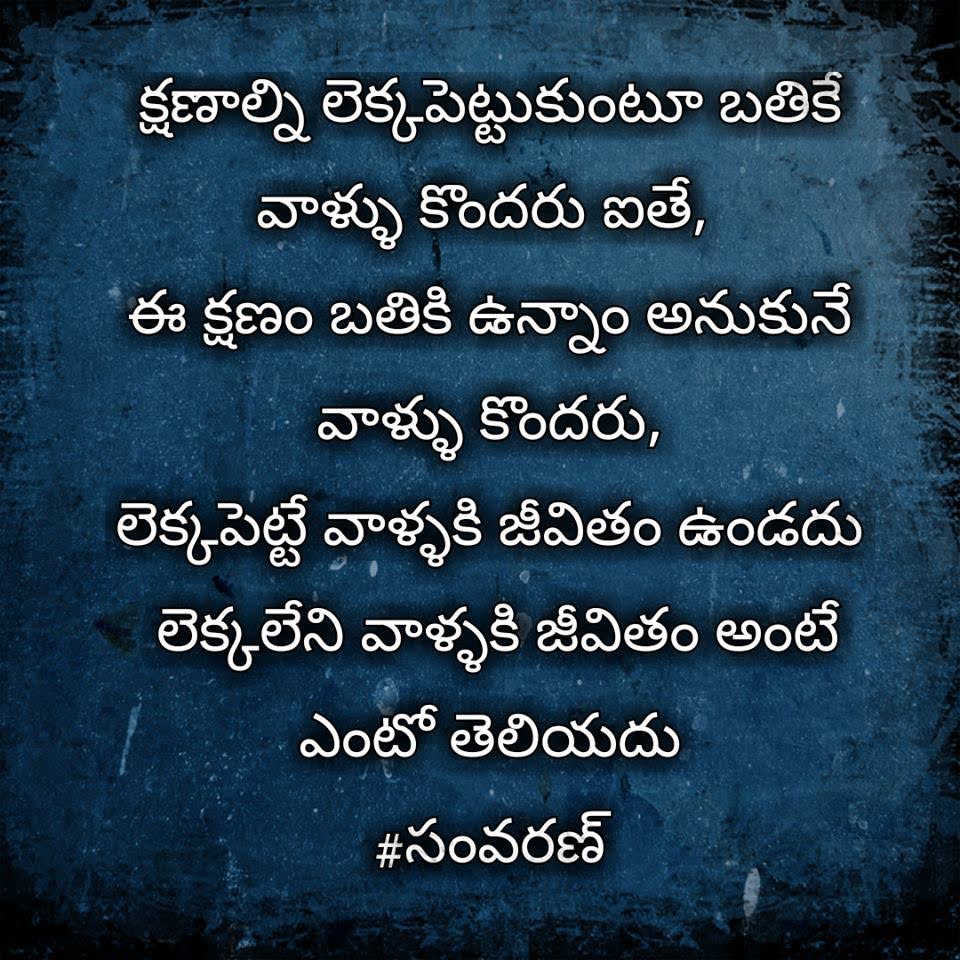 క్షణాల్ని లెక్కపెట్టుకుంటూ బతికే
వాళ్ళు కొందరు ఐతే,
ఈ క్షణం బతికి ఉన్నాం అనుకునే
వాళ్ళు కొందరు,
లెక్కపెట్టే వాళ్ళకి జీవితం ఉండదు
లెక్కలేని వాళ్ళకి జీవితం అంటే
ఎంటో తెలియదు
#సంవరణ్